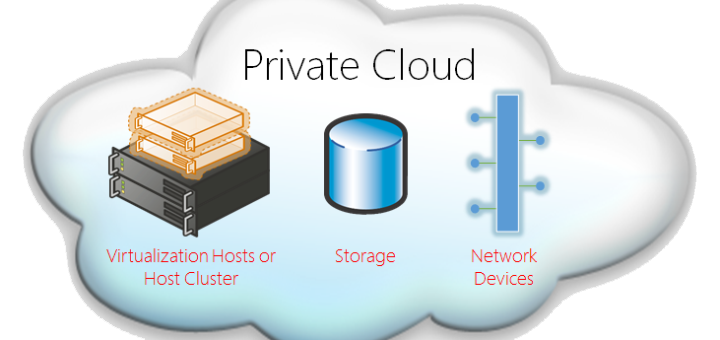 Private Cloud
Virtualization Hosts or
Host Cluster
Storage
Network
Devices